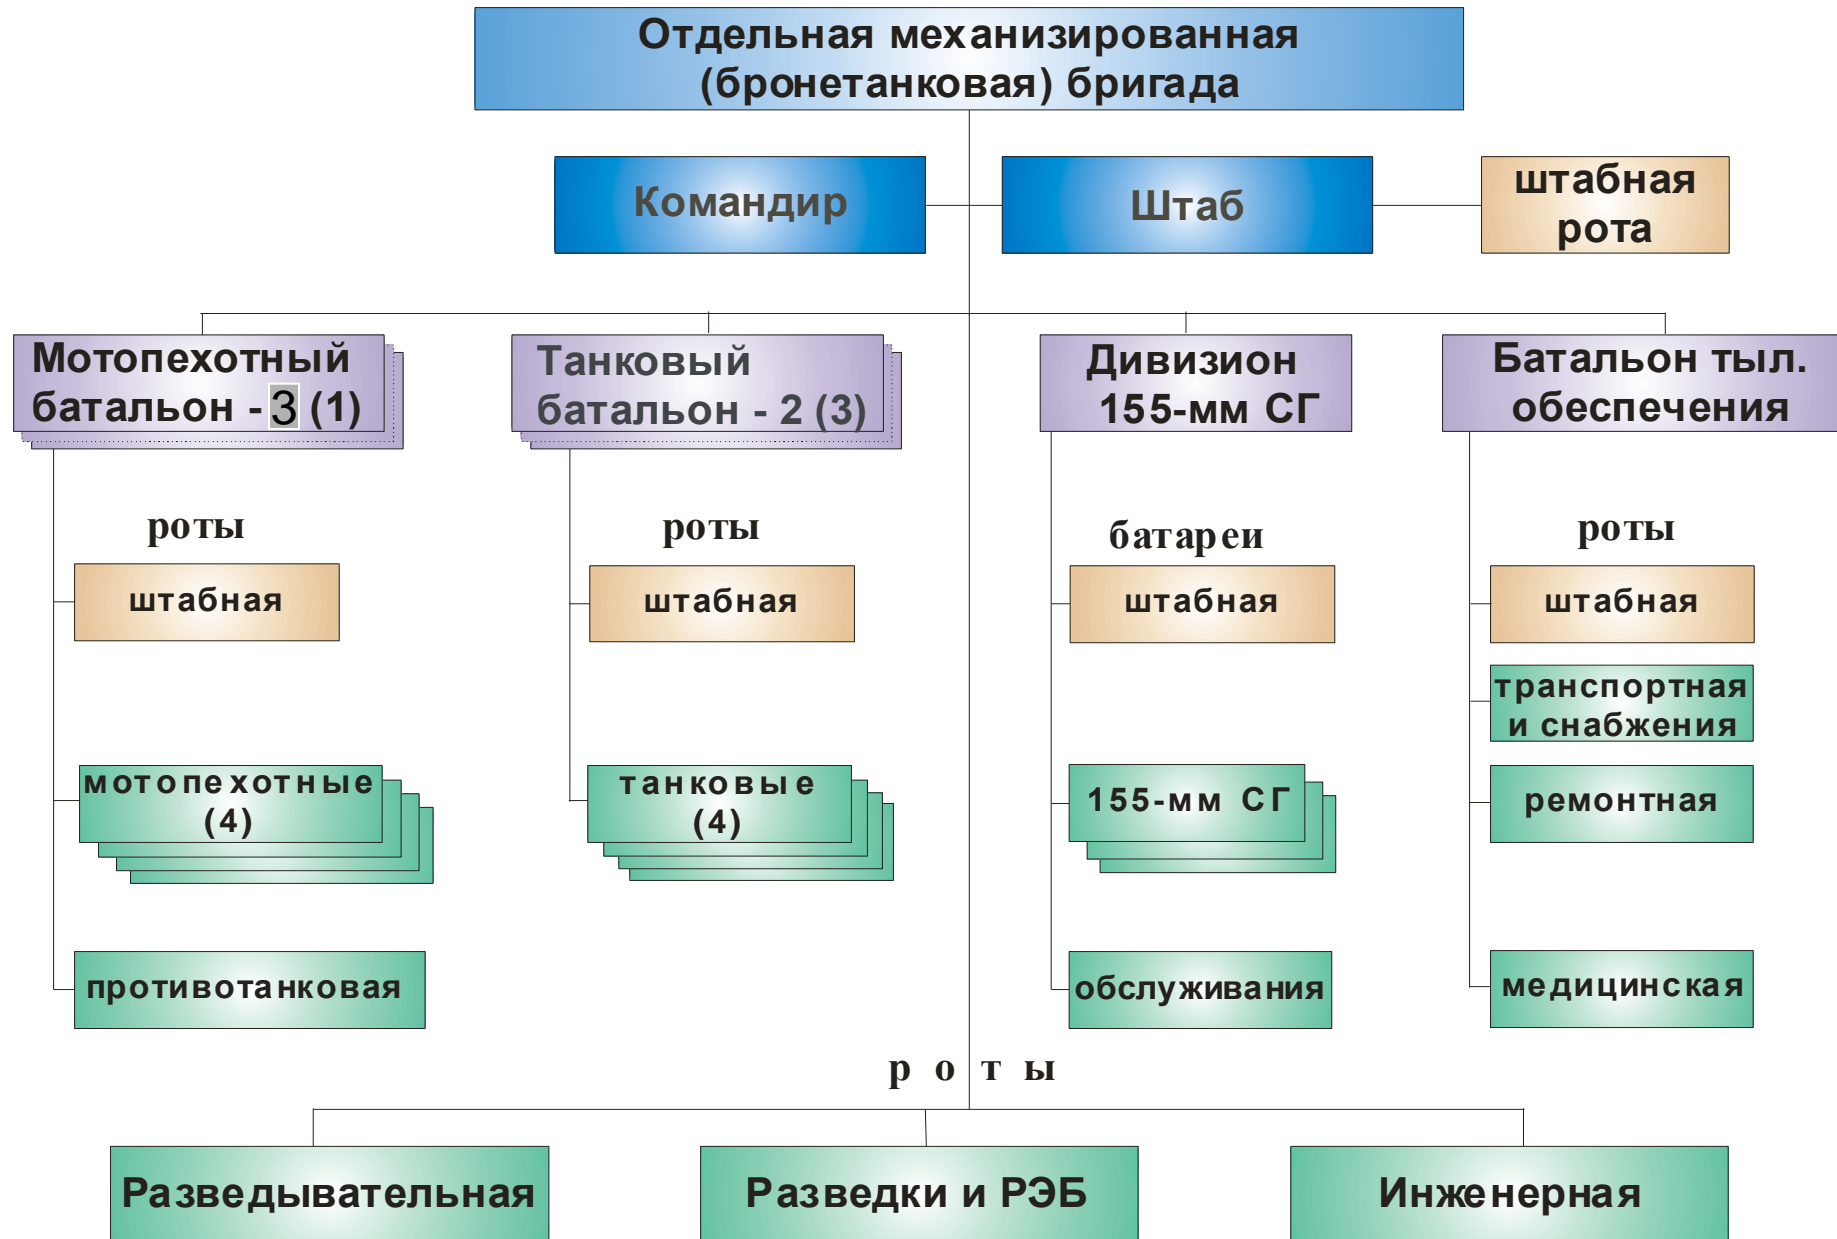 Отдельная механизированная
(бронетанковая) бригада
Командир
Штаб
штабная
рота
Мотопехотный
батальон - 3 (1)
Танковый
батальон - 2 (3)
Дивизион
155-мм СГ
Батальон тыл.
обеспечения
роты
штабная
мотопехотные
(4)
противотанковая
роты
штабная
танковые
(4)
батареи
штабная
155-мм СГ
обслуживания
роты
штабная
транспортная
и снабжения
ремонтная
медицинская
роты
Разведывательная
Разведки и РЭБ
Инженерная